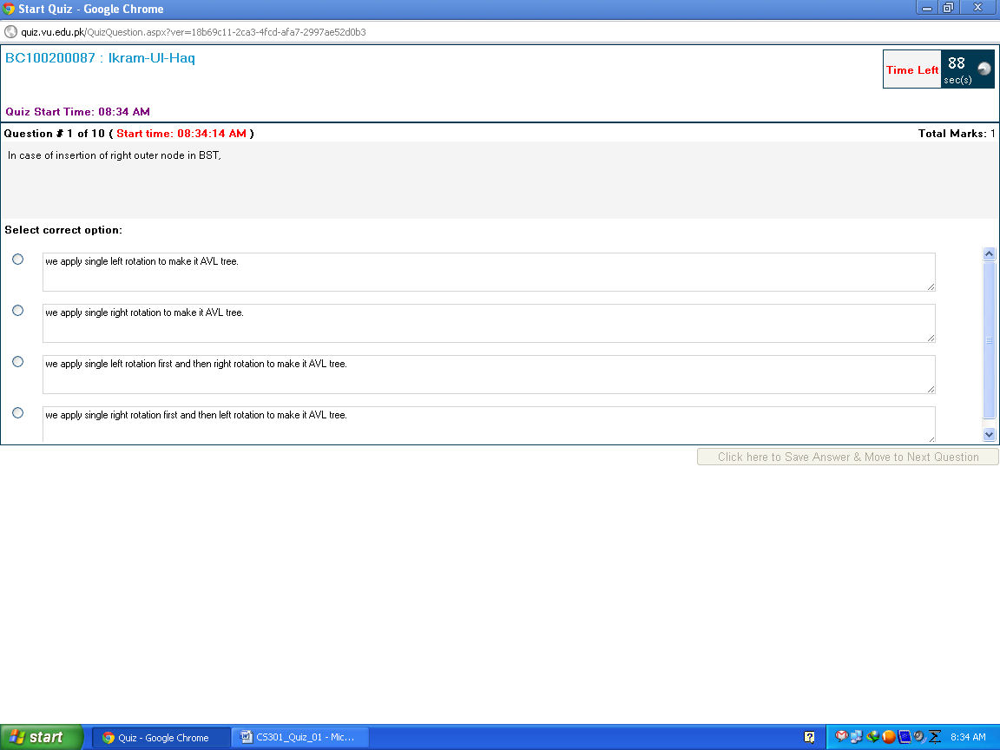 Start Quiz - Google Chrome
quiz.vu.edu.pk/QuizQuestion.aspx?ver=18b69c11-2ca3-4fcd-afa7-2997ae52d0b3
BC100200087 : Ikram-Ul-Haq
Time Left 88 sec(s)
Quiz Start Time: 08:34 AM
Question # 1 of 10 ( Start time: 08:34:14 AM ) Total Marks: 1
In case of insertion of right outer node in BST,
Select correct option:
we apply single left rotation to make it AVL tree.
we apply single right rotation to make it AVL tree.
we apply single left rotation first and then right rotation to make it AVL tree.
we apply single right rotation first and then left rotation to make it AVL tree.
Click here to Save Answer & Move to Next Question
start Quiz - Google Chrome CS301_Quiz_01 - Mic... 8:34 AM